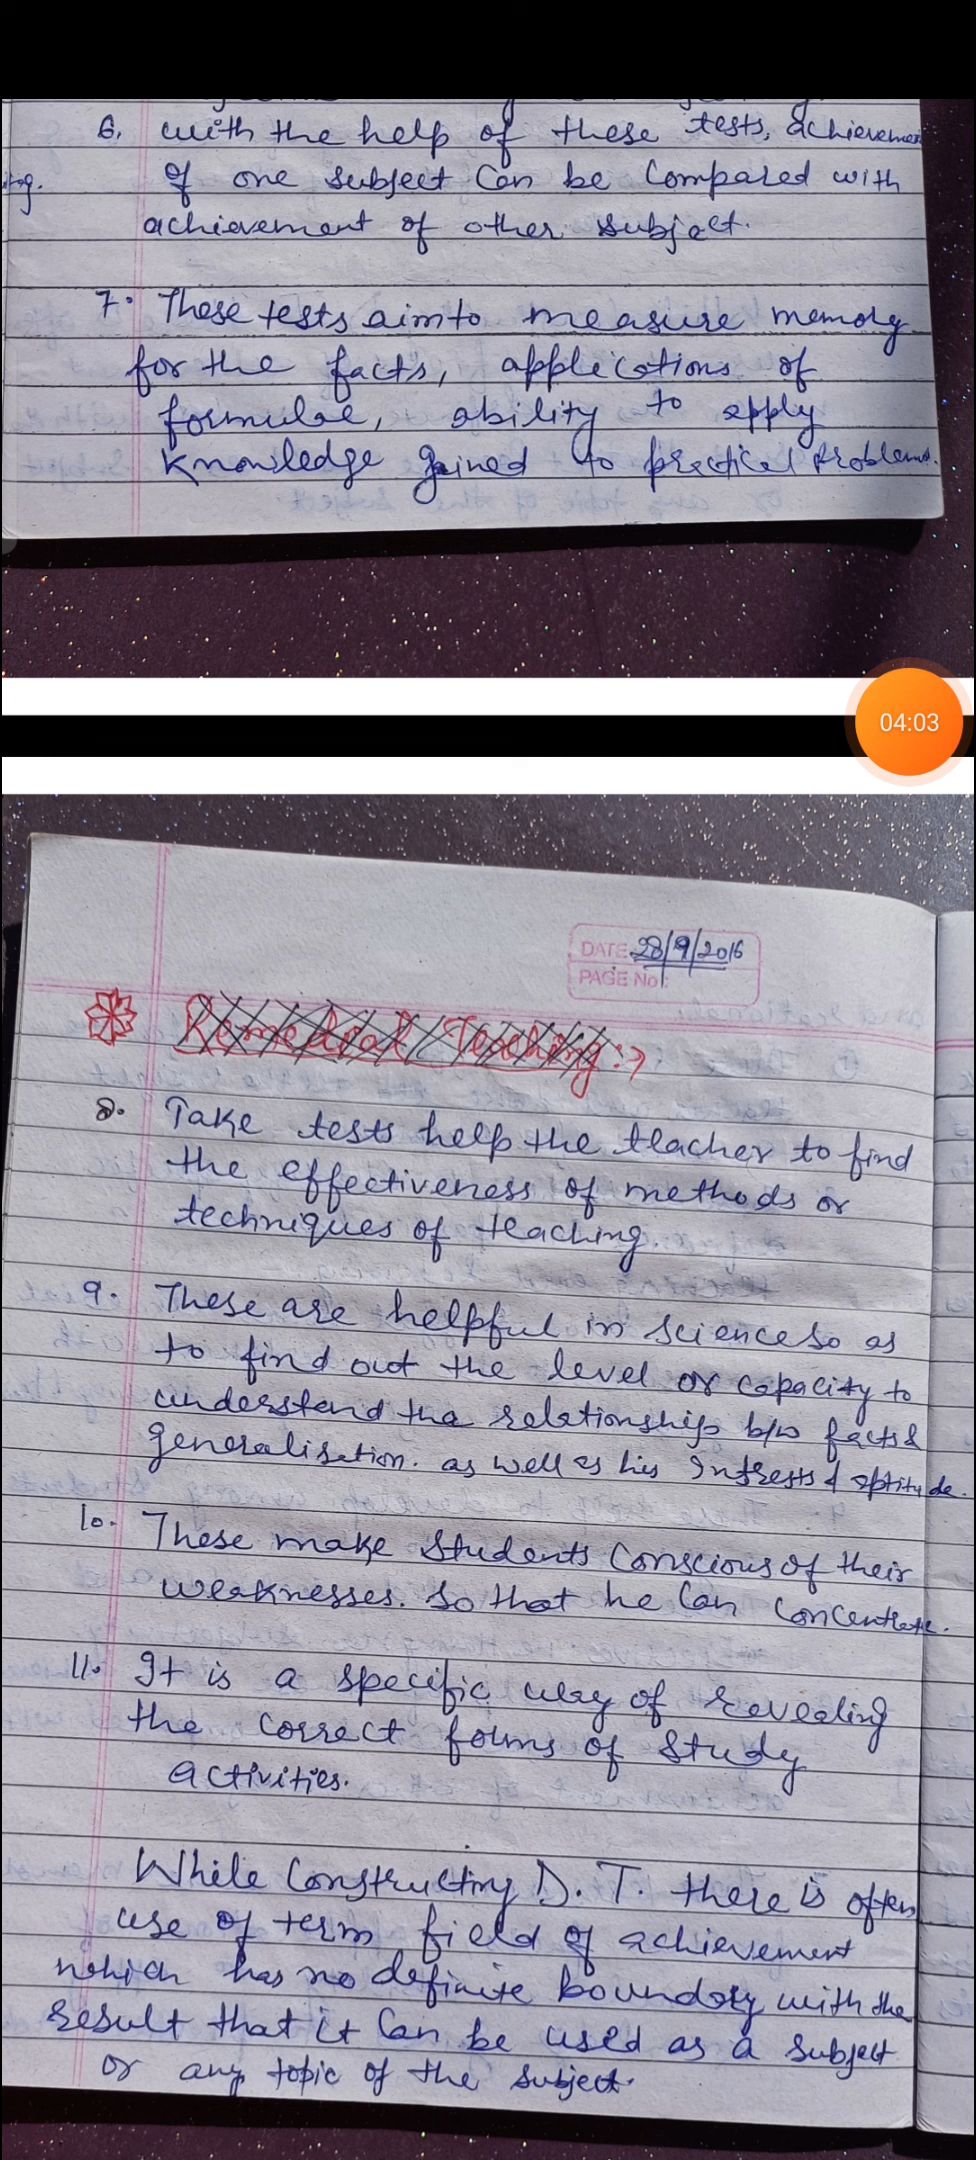 6. with the help of these tests, achievemen
of one subject Can be Compared with
achievement of other subject.
7. These tests aim to measure memory
for the facts, applications of
formulae, ability to apply
knowledge gained to practical problems.
04:03
DATE 28/9/2016
PAGE No.:
Remedial Teaching :→
8. Take tests help the teacher to find
the effectiveness of methods or
techniques of teaching.
9. These are helpful in science so as
to find out the level or capacity to
understand the relationship b/w facts &
generalisation. as well as his Intrests & aptitude.
10. These make students Conscious of their
weaknesses. So that he Can Concentrate.
11. It is a specific way of revealing
the correct forms of Study
activities.
While Constructing D. T. there is often
use of term field of achievement
which has no definite boundary with the
result that it Can be used as a subject
or any topic of the subject.